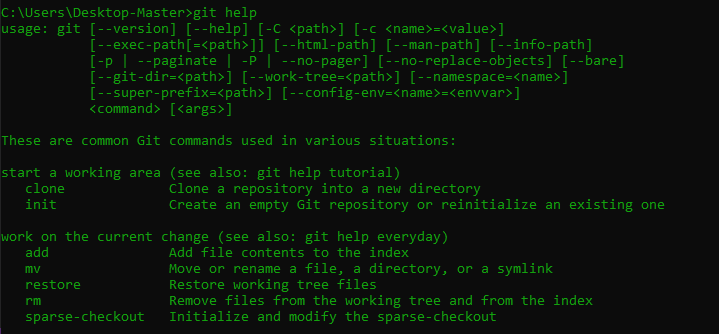 C:\Users\Desktop-Master>git help
usage: git [--version] [--help] [-C <path>] [-c <name>=<value>]
           [--exec-path[=<path>]] [--html-path] [--man-path] [--info-path]
           [-p | --paginate | -P | --no-pager] [--no-replace-objects] [--bare]
           [--git-dir=<path>] [--work-tree=<path>] [--namespace=<name>]
           [--super-prefix=<path>] [--config-env=<name>=<envvar>]
           <command> [<args>]

These are common Git commands used in various situations:

start a working area (see also: git help tutorial)
   clone             Clone a repository into a new directory
   init              Create an empty Git repository or reinitialize an existing one

work on the current change (see also: git help everyday)
   add               Add file contents to the index
   mv                Move or rename a file, a directory, or a symlink
   restore           Restore working tree files
   rm                Remove files from the working tree and from the index
   sparse-checkout   Initialize and modify the sparse-checkout